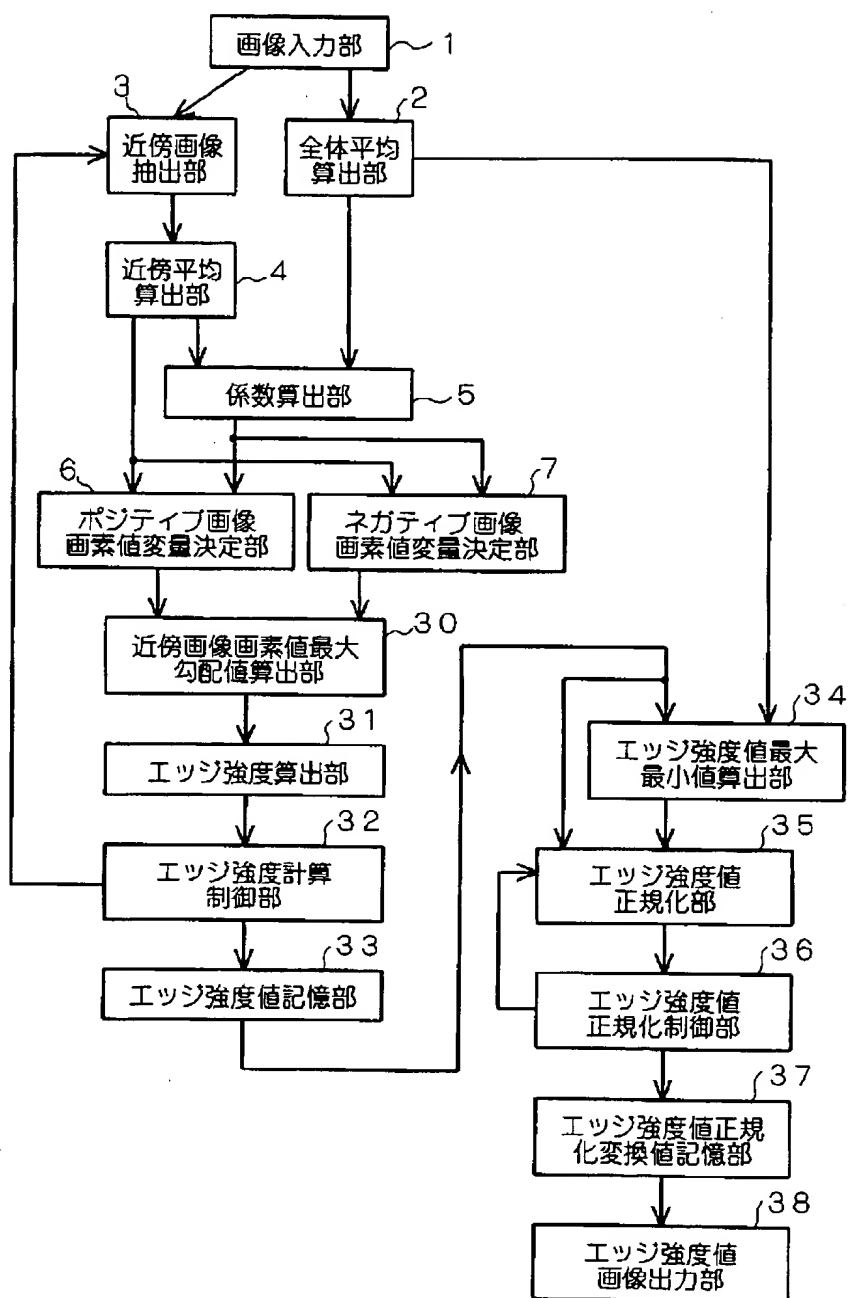 画像入力部
1
3
近傍画像
抽出部
2
全体平均
算出部
近傍平均
算出部
4
係数算出部
5
6
ポジティブ画像
画素値変量決定部
7
ネガティブ画像
画素値変量決定部
近傍画像画素値最大
勾配値算出部
30
31
エッジ強度算出部
32
エッジ強度計算
制御部
33
エッジ強度値記憶部
34
エッジ強度値最大
最小値算出部
35
エッジ強度値
正規化部
36
エッジ強度値
正規化制御部
37
エッジ強度値正規
化変換値記憶部
38
エッジ強度値
画像出力部